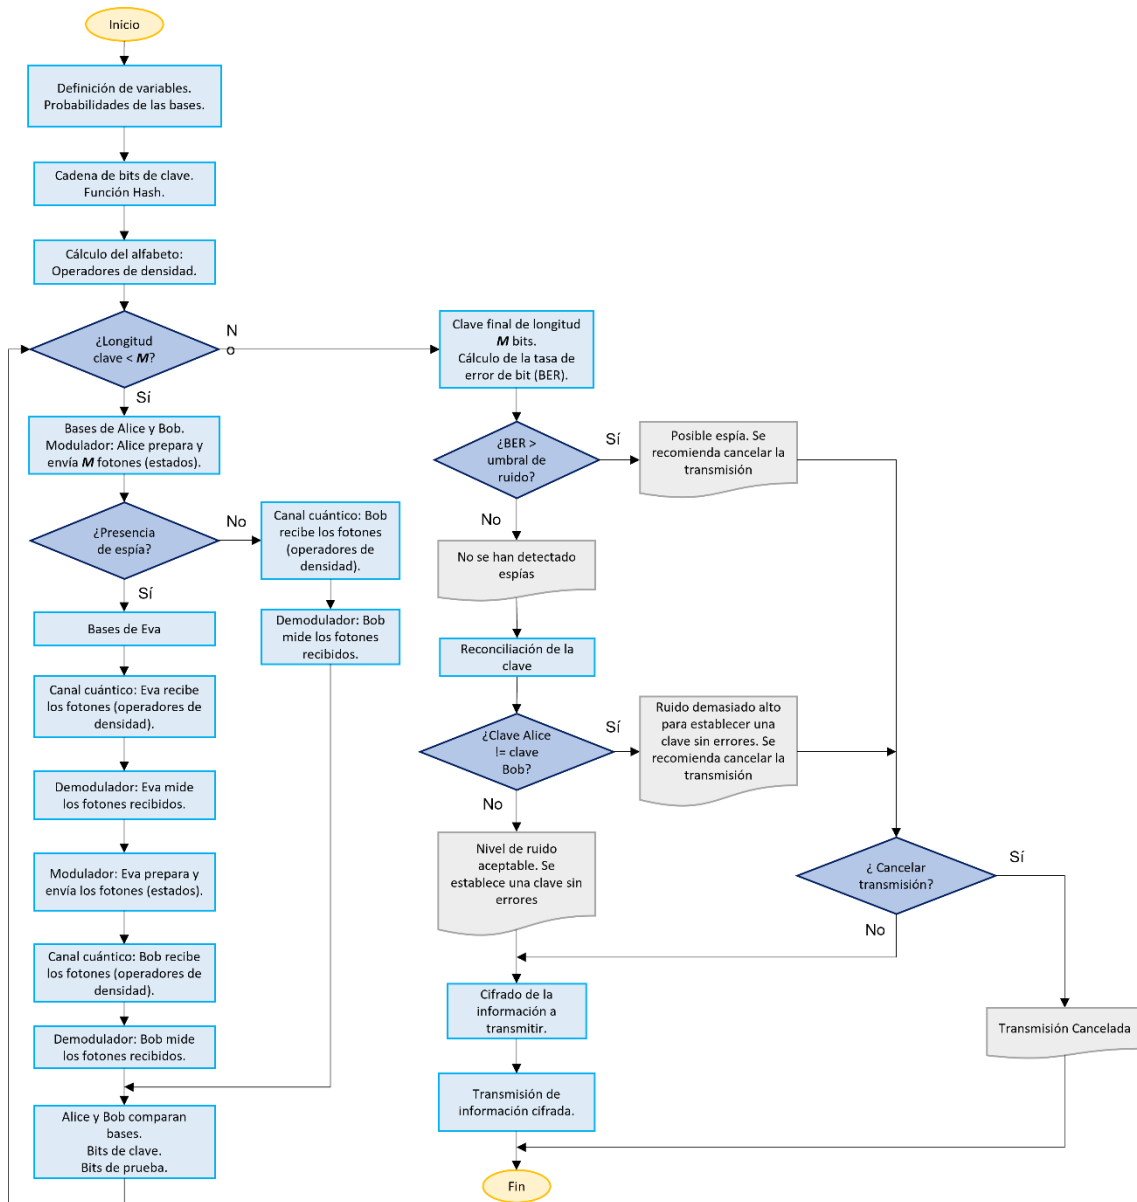 Inicio
Definición de variables.
Probabilidades de las bases.
Cadena de bits de clave.
Función Hash.
Cálculo del alfabeto:
Operadores de densidad.
¿Longitud
clave < M?
N
o
Sí
Bases de Alice y Bob.
Modulador: Alice prepara y
envía M fotones (estados).
¿Presencia
de espía?
No
Sí
Canal cuántico: Bob
recibe los fotones
(operadores de
densidad).
Demodulador: Bob
mide los fotones
recibidos.
Bases de Eva
Canal cuántico: Eva recibe
los fotones (operadores de
densidad).
Demodulador: Eva mide
los fotones recibidos.
Modulador: Eva prepara y
envía los fotones (estados).
Canal cuántico: Bob recibe
los fotones (operadores de
densidad).
Demodulador: Bob mide
los fotones recibidos.
Alice y Bob comparan
bases.
Bits de clave.
Bits de prueba.
Clave final de longitud
M bits.
Cálculo de la tasa de
error de bit (BER).
¿BER >
umbral de
ruido?
Sí
Posible espía. Se
recomienda cancelar la
transmisión
No
No se han detectado
espías
Reconciliación de la
clave
¿Clave Alice
!= clave
Bob?
Sí
Ruido demasiado alto
para establecer una
clave sin errores. Se
recomienda cancelar la
transmisión
No
Nivel de ruido
aceptable. Se
establece una clave sin
errores
¿ Cancelar
transmisión?
Sí
No
Cifrado de la
información a
transmitir.
Transmisión Cancelada
Transmisión de
información cifrada.
Fin